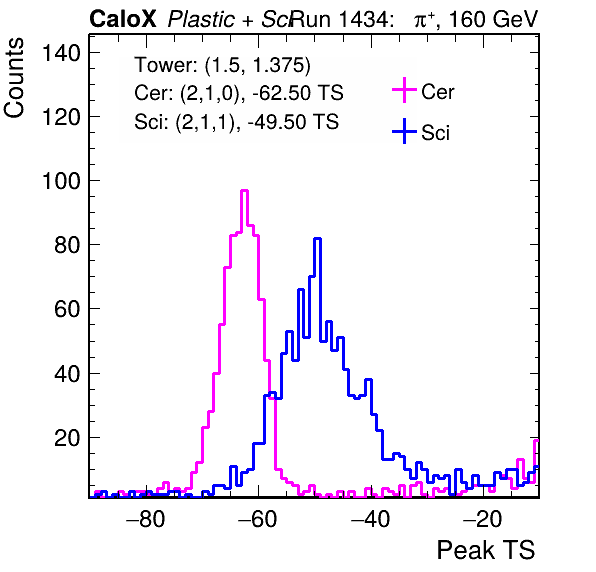 CaloX Plastic + Sci Run 1434: π⁺, 160 GeV
Counts
Tower: (1.5, 1.375)
Cer: (2,1,0), -62.50 TS
Sci: (2,1,1), -49.50 TS
Cer
Sci
140
120
100
80
60
40
20
−80 −60 −40 −20
Peak TS